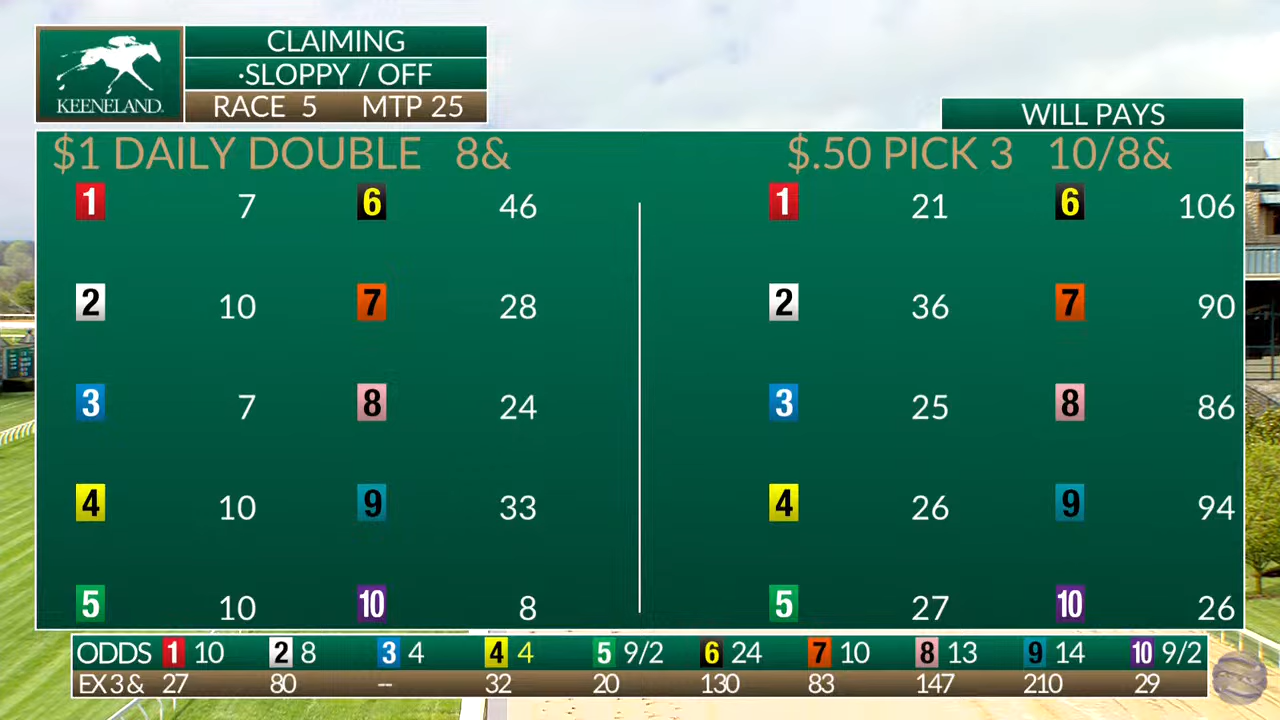 CLAIMING
·SLOPPY / OFF
KEENELAND.
RACE 5 MTP 25
WILL PAYS
$1 DAILY DOUBLE 8& $.50 PICK 3 10/8&
1 7 6 46 1 21 6 106
2 10 7 28 2 36 7 90
3 7 8 24 3 25 8 86
4 10 9 33 4 26 9 94
5 10 10 8 5 27 10 26
ODDS 1 10 2 8 3 4 4 4 5 9/2 6 24 7 10 8 13 9 14 10 9/2
EX 3 & 27 80 -- 32 20 130 83 147 210 29